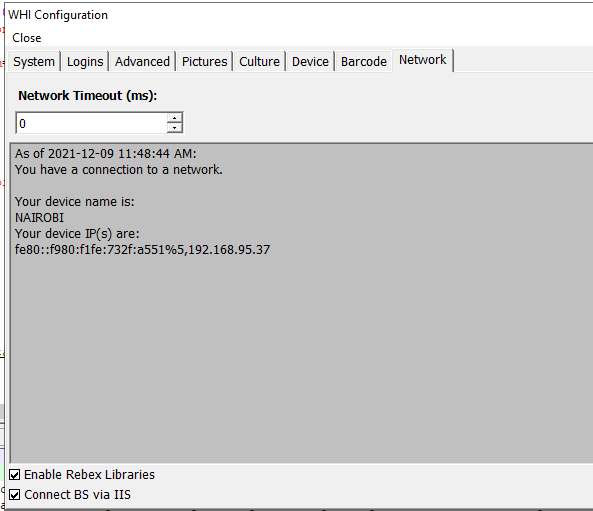 WHI Configuration
Close
System Logins Advanced Pictures Culture Device Barcode Network
Network Timeout (ms):
0
As of 2021-12-09 11:48:44 AM:
You have a connection to a network.
Your device name is:
NAIROBI
Your device IP(s) are:
fe80::f980:f1fe:732f:a551%5,192.168.95.37
Enable Rebex Libraries
Connect BS via IIS